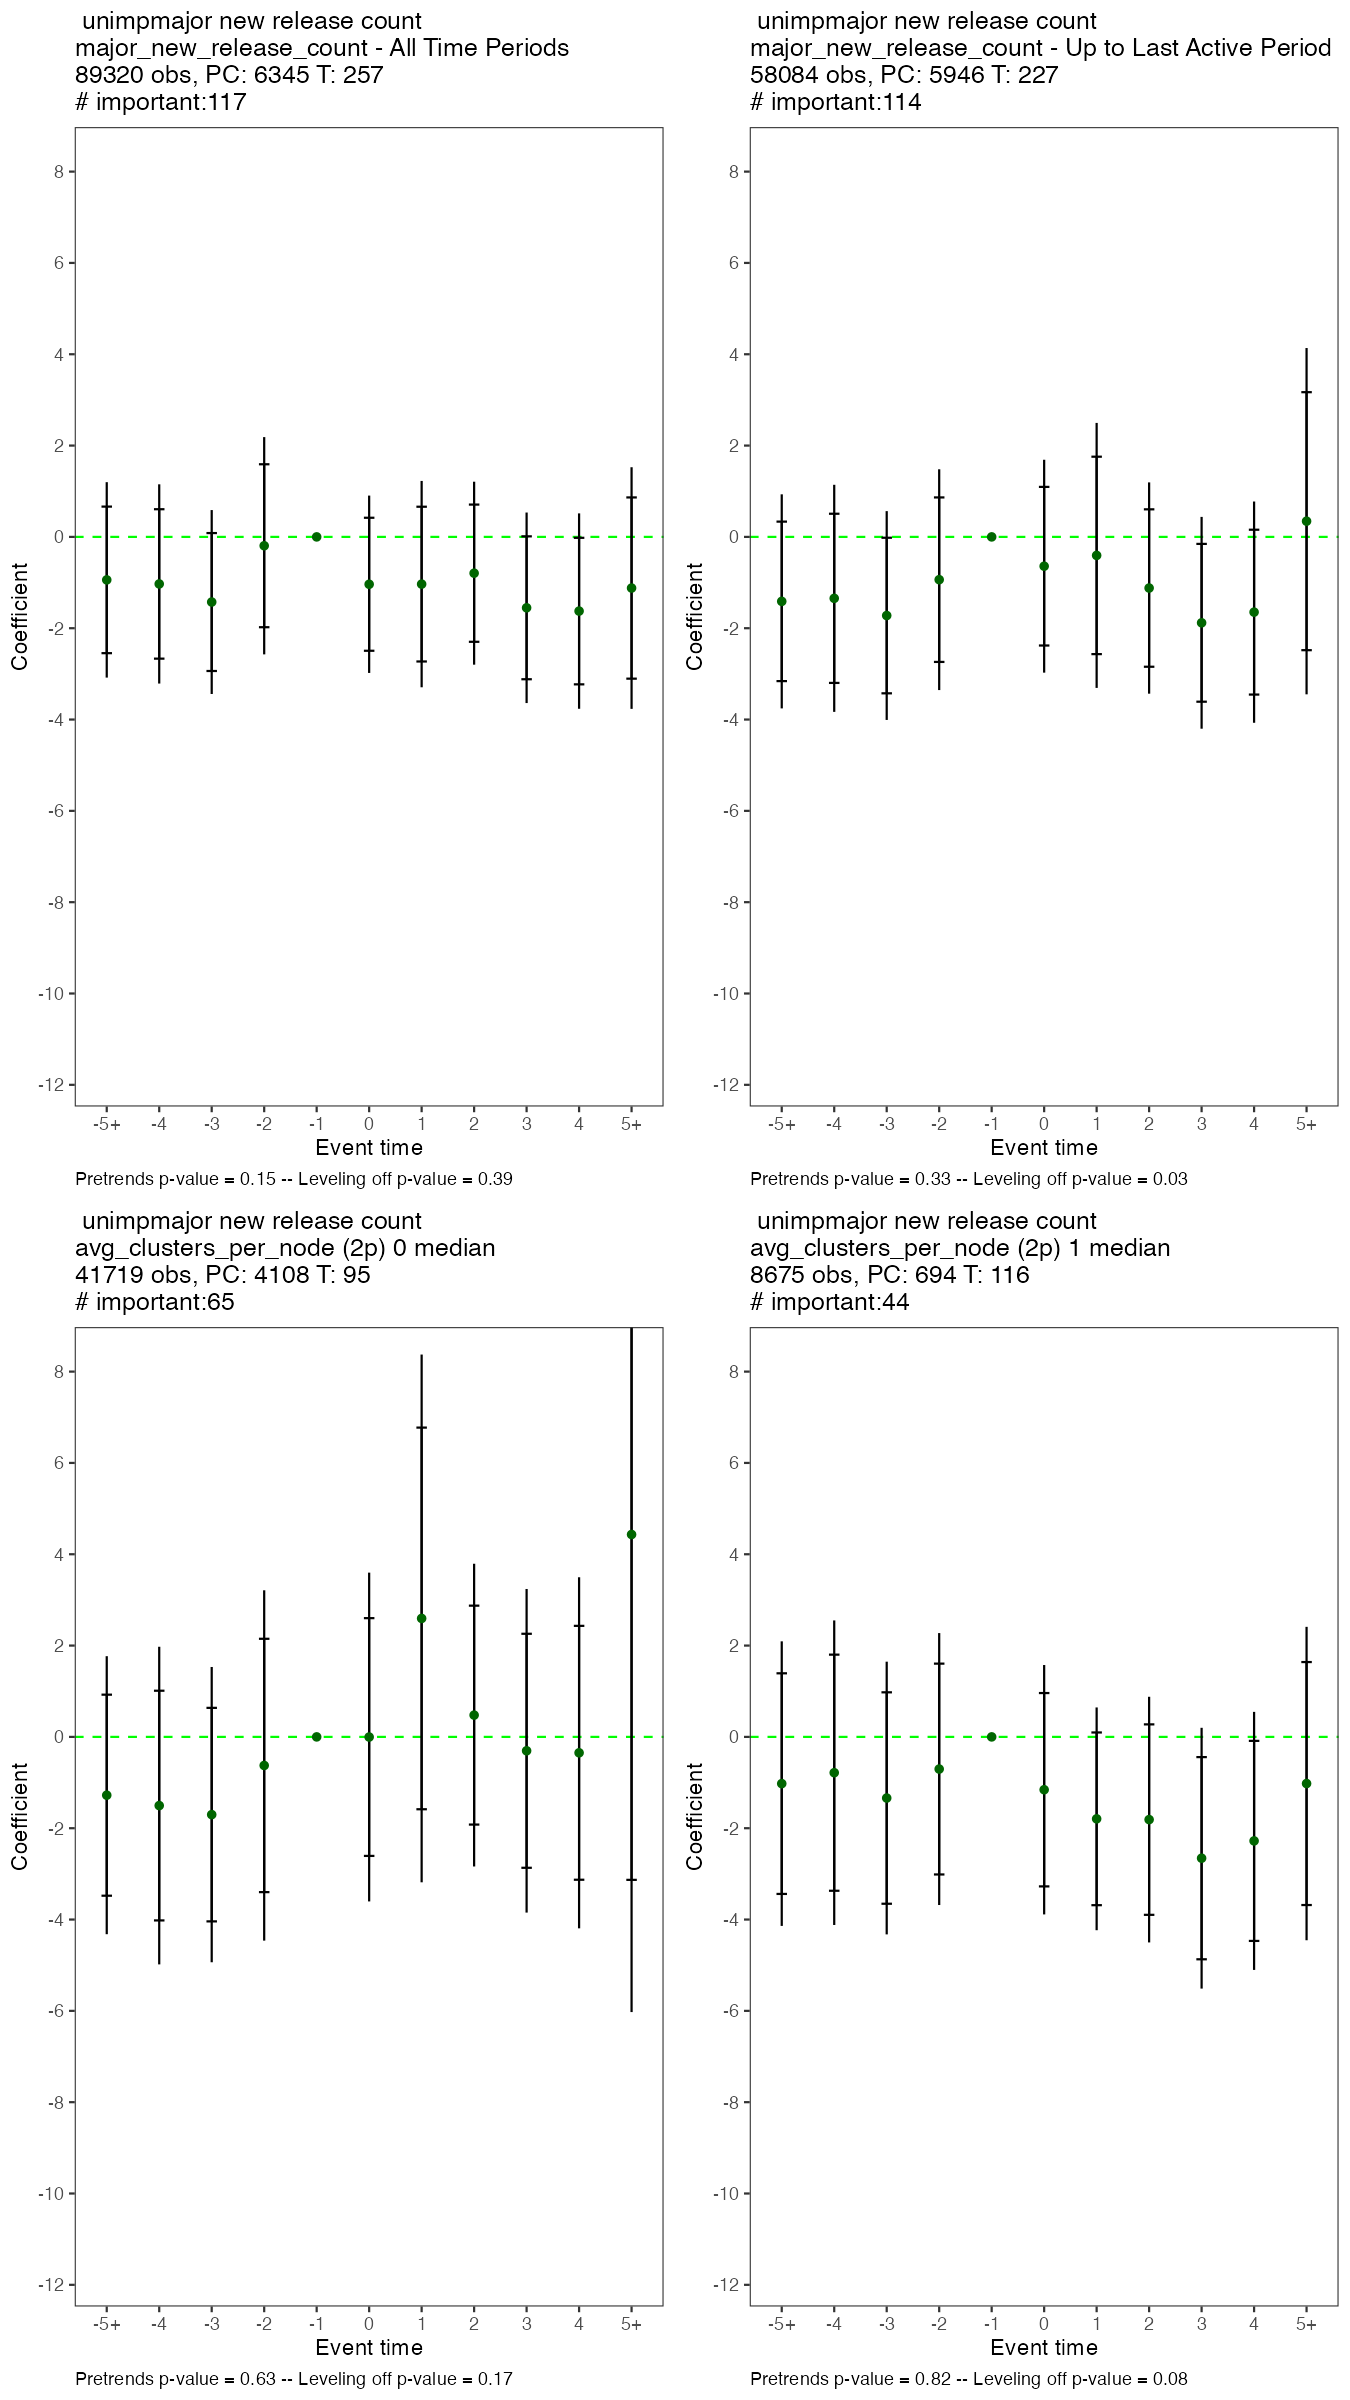 unimpmajor new release count
major_new_release_count - All Time Periods
89320 obs, PC: 6345 T: 257
# important:117
8
6
4
2
0
-2
-4
-6
-8
-10
-12
Coefficient
-5+ -4 -3 -2 -1 0 1 2 3 4 5+
Event time
Pretrends p-value = 0.15 -- Leveling off p-value = 0.39
unimpmajor new release count
major_new_release_count - Up to Last Active Period
58084 obs, PC: 5946 T: 227
# important:114
8
6
4
2
0
-2
-4
-6
-8
-10
-12
Coefficient
-5+ -4 -3 -2 -1 0 1 2 3 4 5+
Event time
Pretrends p-value = 0.33 -- Leveling off p-value = 0.03
unimpmajor new release count
avg_clusters_per_node (2p) 0 median
41719 obs, PC: 4108 T: 95
# important:65
8
6
4
2
0
-2
-4
-6
-8
-10
-12
Coefficient
-5+ -4 -3 -2 -1 0 1 2 3 4 5+
Event time
Pretrends p-value = 0.63 -- Leveling off p-value = 0.17
unimpmajor new release count
avg_clusters_per_node (2p) 1 median
8675 obs, PC: 694 T: 116
# important:44
8
6
4
2
0
-2
-4
-6
-8
-10
-12
Coefficient
-5+ -4 -3 -2 -1 0 1 2 3 4 5+
Event time
Pretrends p-value = 0.82 -- Leveling off p-value = 0.08